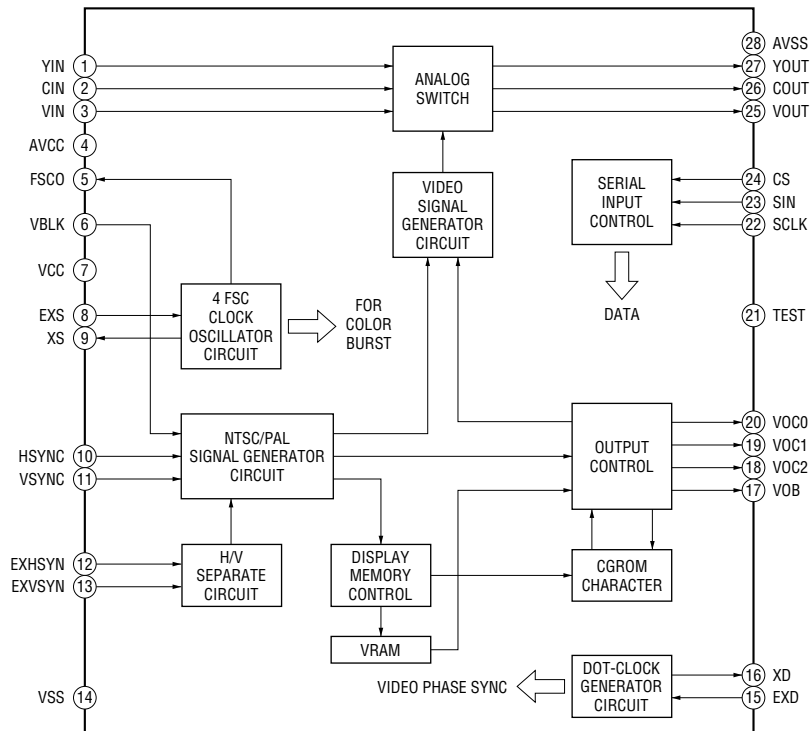 28 AVSS
YIN 1
27 YOUT
CIN 2
26 COUT
VIN 3
25 VOUT
ANALOG
SWITCH
AVCC 4
FSCO 5
24 CS
23 SIN
22 SCLK
VIDEO
SIGNAL
GENERATOR
CIRCUIT
SERIAL
INPUT
CONTROL
VBLK 6
VCC 7
DATA
EXS 8
XS 9
4 FSC
CLOCK
OSCILLATOR
CIRCUIT
FOR
COLOR
BURST
21 TEST
HSYNC 10
VSYNC 11
NTSC/PAL
SIGNAL GENERATOR
CIRCUIT
OUTPUT
CONTROL
20 VOC0
19 VOC1
18 VOC2
17 VOB
EXHSYN 12
EXVSYN 13
H/V
SEPARATE
CIRCUIT
DISPLAY
MEMORY
CONTROL
CGROM
CHARACTER
VRAM
VSS 14
VIDEO PHASE SYNC
DOT-CLOCK
GENERATOR
CIRCUIT
16 XD
15 EXD